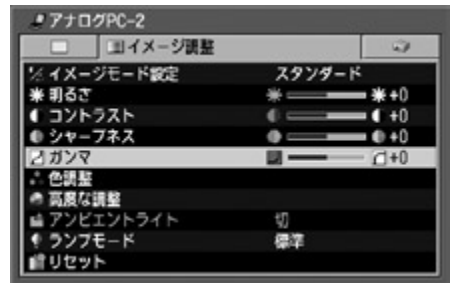 アナログPC-2
イメージ調整
イメージモード設定 スタンダード
明るさ +0
コントラスト +0
シャープネス +0
ガンマ +0
色調整
高度な調整
アンビエントライト 切
ランプモード 標準
リセット